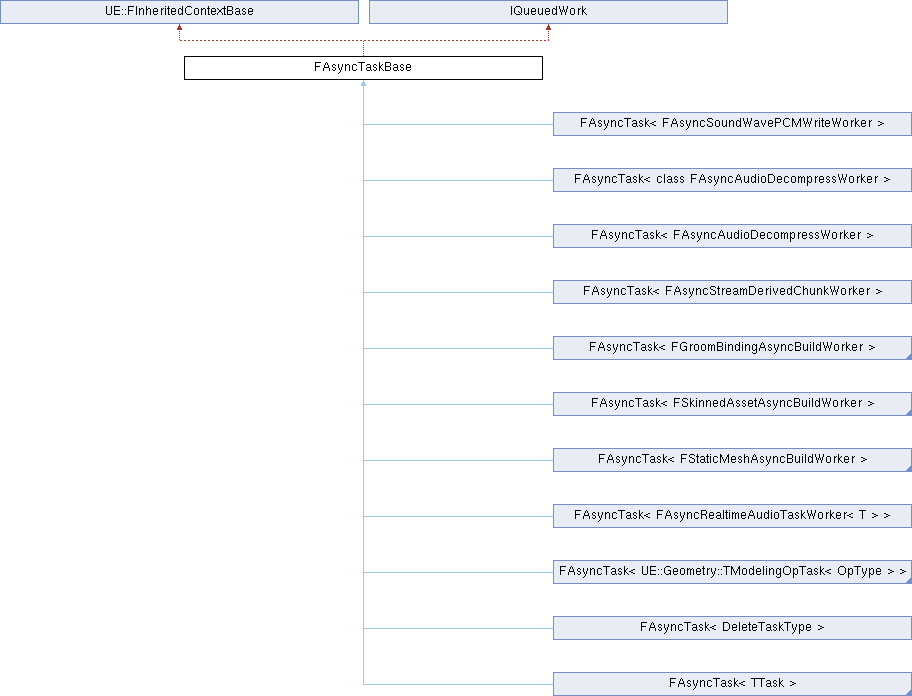 UE::FInheritedContextBase
IQueuedWork
FAsyncTaskBase
FAsyncTask< FAsyncSoundWavePCMWriteWorker >
FAsyncTask< class FAsyncAudioDecompressWorker >
FAsyncTask< FAsyncAudioDecompressWorker >
FAsyncTask< FAsyncStreamDerivedChunkWorker >
FAsyncTask< FGroomBindingAsyncBuildWorker >
FAsyncTask< FSkinnedAssetAsyncBuildWorker >
FAsyncTask< FStaticMeshAsyncBuildWorker >
FAsyncTask< FAsyncRealtimeAudioTaskWorker< T > >
FAsyncTask< UE::Geometry::TModelingOpTask< OpType > >
FAsyncTask< DeleteTaskType >
FAsyncTask< TTask >